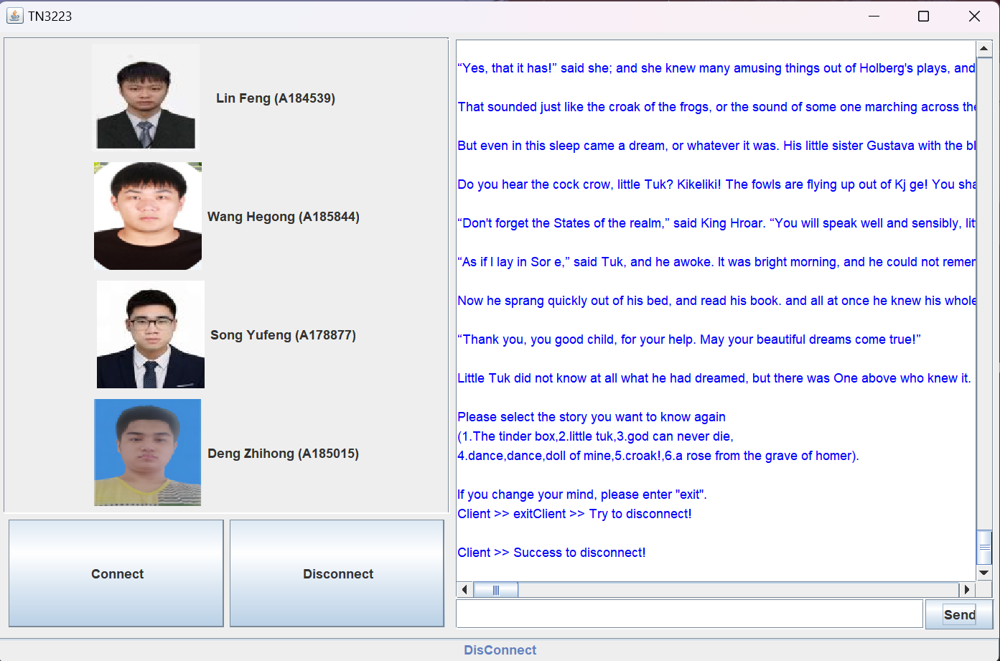 TN3223
Lin Feng (A184539)
Wang Hegong (A185844)
Song Yufeng (A178877)
Deng Zhihong (A185015)
Connect
Disconnect
“Yes, that it has!” said she; and she knew many amusing things out of Holberg's plays, and
That sounded just like the croak of the frogs, or the sound of some one marching across the
But even in this sleep came a dream, or whatever it was. His little sister Gustava with the bl
Do you hear the cock crow, little Tuk? Kikeliki! The fowls are flying up out of Kj ge! You sha
“Don't forget the States of the realm,” said King Hroar. “You will speak well and sensibly, lit
“As if I lay in Sor e,” said Tuk, and he awoke. It was bright morning, and he could not remer
Now he sprang quickly out of his bed, and read his book. and all at once he knew his whole
“Thank you, you good child, for your help. May your beautiful dreams come true!”
Little Tuk did not know at all what he had dreamed, but there was One above who knew it.
Please select the story you want to know again
(1.The tinder box,2.little tuk,3.god can never die,
4.dance,dance,doll of mine,5.croak!,6.a rose from the grave of homer).
If you change your mind, please enter "exit".
Client >> exitClient >> Try to disconnect!
Client >> Success to disconnect!
Send
DisConnect